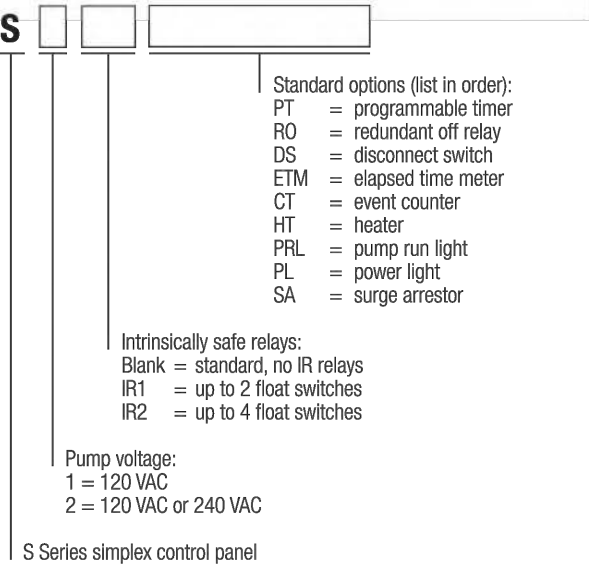 S
Standard options (list in order):
PT = programmable timer
RO = redundant off relay
DS = disconnect switch
ETM = elapsed time meter
CT = event counter
HT = heater
PRL = pump run light
PL = power light
SA = surge arrestor
Intrinsically safe relays:
Blank = standard, no IR relays
IR1 = up to 2 float switches
IR2 = up to 4 float switches
Pump voltage:
1 = 120 VAC
2 = 120 VAC or 240 VAC
S Series simplex control panel